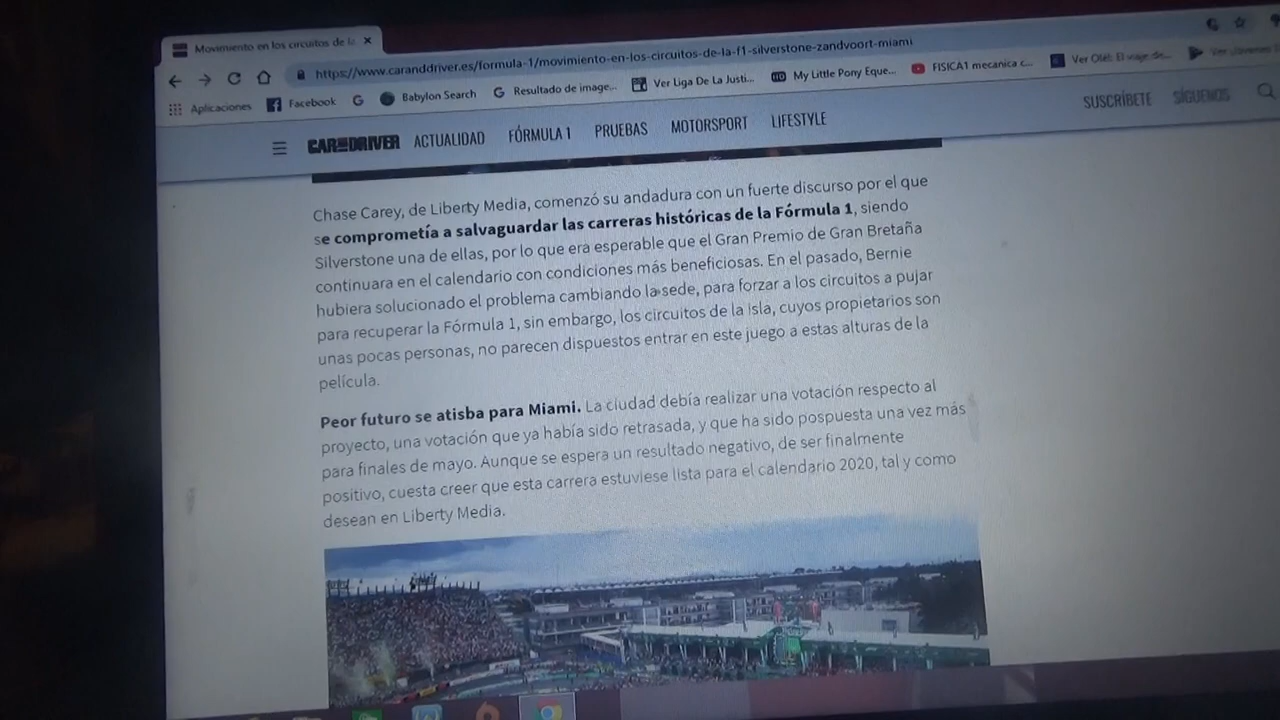 Movimiento en los circuitos de la
https://www.caranddriver.es/formula-1/movimiento-en-los-circuitos-de-la-f1-silverstone-zandvoort-miami
Aplicaciones Facebook Babylon Search Resultado de image... Ver Liga De La Justi... My Little Pony Eque... FISICA1 mecanica c... Ver
CAR AND DRIVER ACTUALIDAD FÓRMULA 1 PRUEBAS MOTORSPORT LIFESTYLE SUSCRÍBETE SÍGUENOS
Chase Carey, de Liberty Media, comenzó su andadura con un fuerte discurso por el que
se comprometía a salvaguardar las carreras históricas de la Fórmula 1, siendo
Silverstone una de ellas, por lo que era esperable que el Gran Premio de Gran Bretaña
continuara en el calendario con condiciones más beneficiosas. En el pasado, Bernie
hubiera solucionado el problema cambiando la sede, para forzar a los circuitos a pujar
para recuperar la Fórmula 1, sin embargo, los circuitos de la isla, cuyos propietarios son
unas pocas personas, no parecen dispuestos entrar en este juego a estas alturas de la
película.
Peor futuro se atisba para Miami. La ciudad debía realizar una votación respecto al
proyecto, una votación que ya había sido retrasada, y que ha sido pospuesta una vez más
para finales de mayo. Aunque se espera un resultado negativo, de ser finalmente
positivo, cuesta creer que esta carrera estuviese lista para el calendario 2020, tal y como
desean en Liberty Media.